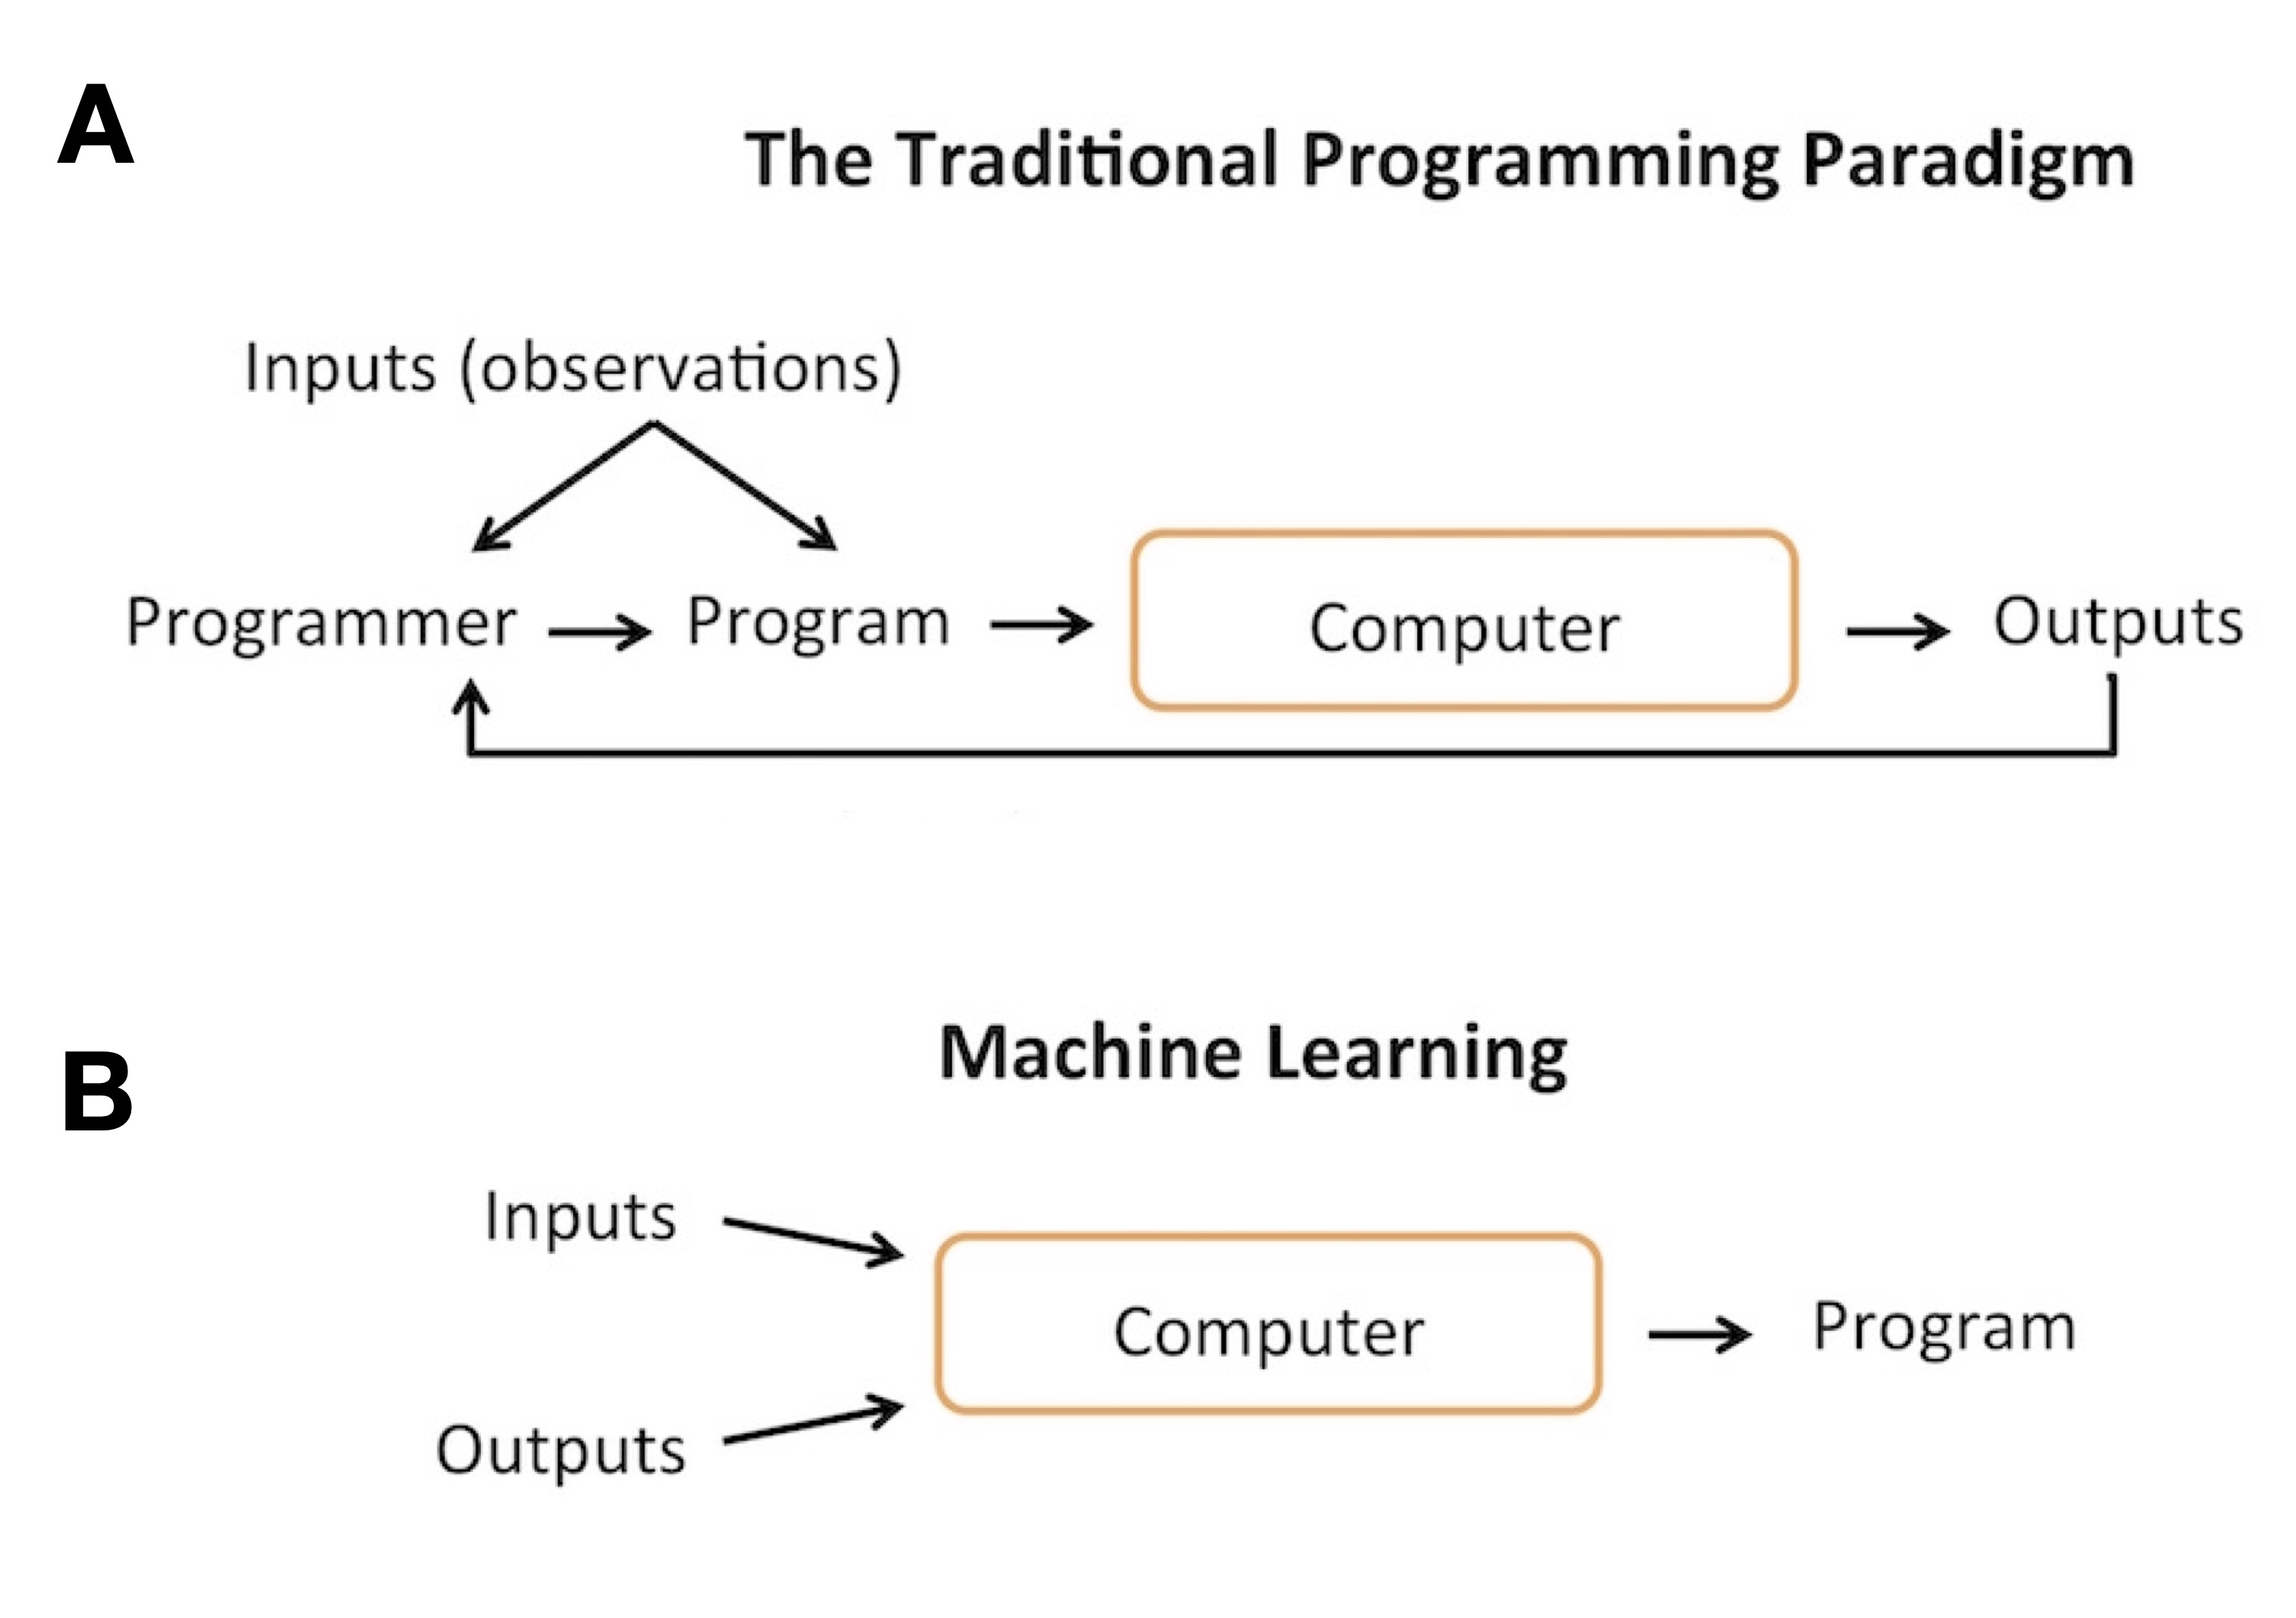 A
The Traditional Programming Paradigm
Inputs (observations)
Programmer
Program
Computer
Outputs
B
Machine Learning
Inputs
Computer
Program
Outputs